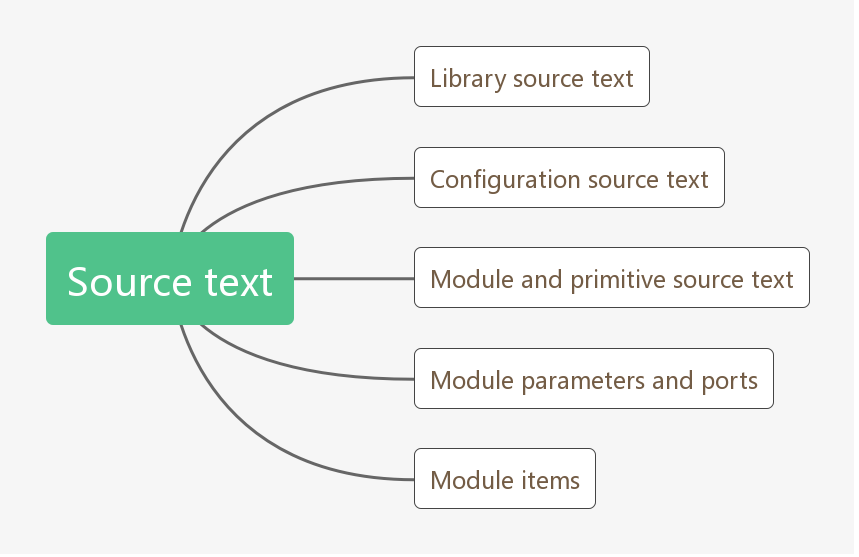 Source text
Library source text
Configuration source text
Module and primitive source text
Module parameters and ports
Module items